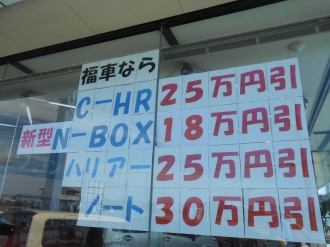 福車なら
C-HR 25万円引
新型 N-BOX 18万円引
ハリアー 25万円引
ノート 30万円引